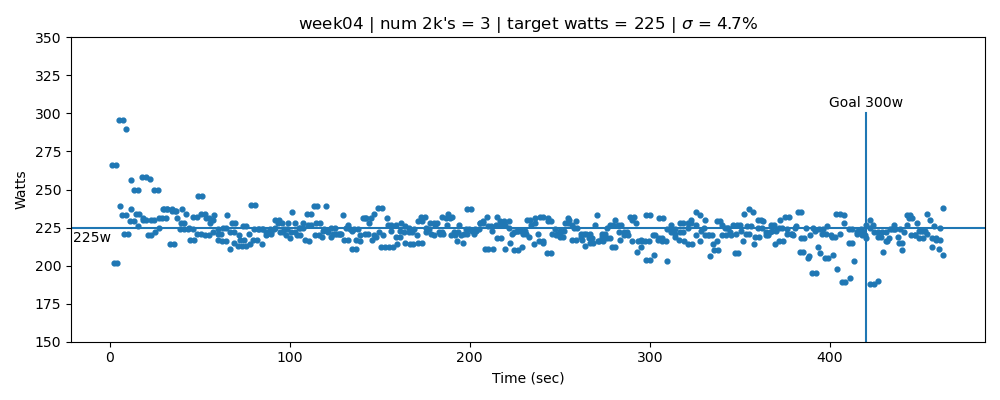 week04 | num 2k's = 3 | target watts = 225 | σ = 4.7%
350
325
300
275
250
225
200
175
150
Watts
225w
Goal 300w
0 100 200 300 400
Time (sec)